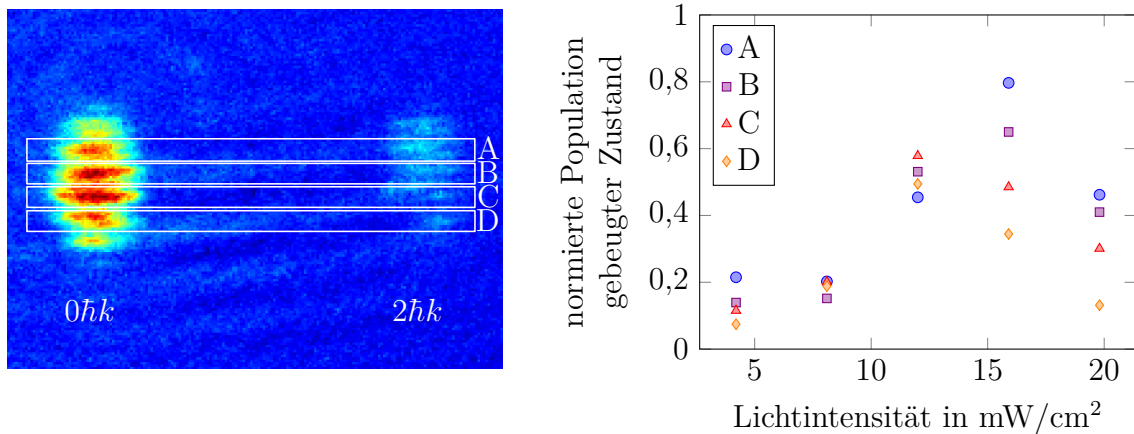 A
B
C
D
0ℏk
2ℏk
normierte Population
gebeugter Zustand
1
0,8
0,6
0,4
0,2
0
A
B
C
D
5
10
15
20
Lichtintensität in mW/cm²